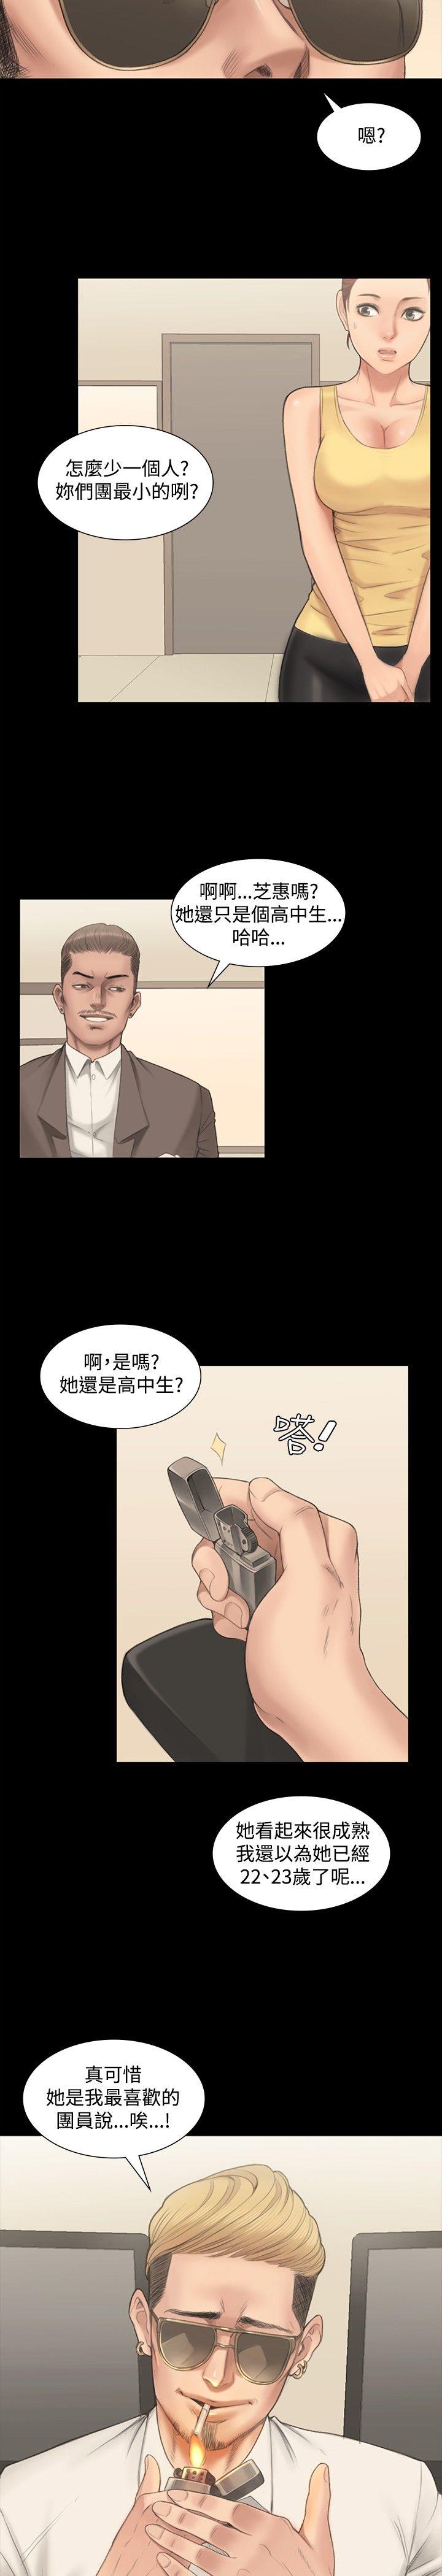 嗯?
怎麼少一個人?
妳們團最小的咧?
啊啊...芝惠嗎?
她還只是個高中生...
哈哈...
啊，是嗎?
她還是高中生?
嗒!
她看起來很成熟
我還以為她已經
22、23歲了呢...
真可惜
她是我最喜歡的
團員說...唉...!